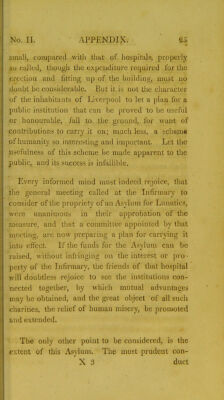 No. II. APPENDIX. 65
small, compared with that of hospitals, properly
so called, though the expenditure required for the
erection and fitting up of the building, must no
doubt be considerable. But it is not the character
of the inhabitants of Liverpool to let a plan for a
public institution that can be proved to be useful
or honourable, fall to the ground, for want of
contributions to carry it on; much less, a scheme
of humanity so interesting and important. Let the
usefulness of this scheme be made apparent to the
public, and its success is infallible.
Every informed mind must indeed rejoice, that
the general meeting called at the Infirmary to
consider of the propriety of an Asylum for Lunatics,
were unanimous in their approbation of the
measure, and that a committee appointed by that
meeting, are now preparing a plan for carrying it
into effect. If the funds for the Asylum can be
raised, without infringing on the interest or pro-
perty of the Infirmary, the friends of that hospital
will doubtless rejoice to see the institutions con-
nected together, by which mutual advantages
may be obtained, and the great object of all such
charities, the relief of human misery, be promoted
and extended.
The only other point to be considered, is the
extent of this Asylum. The most prudent con-
X 3 duct